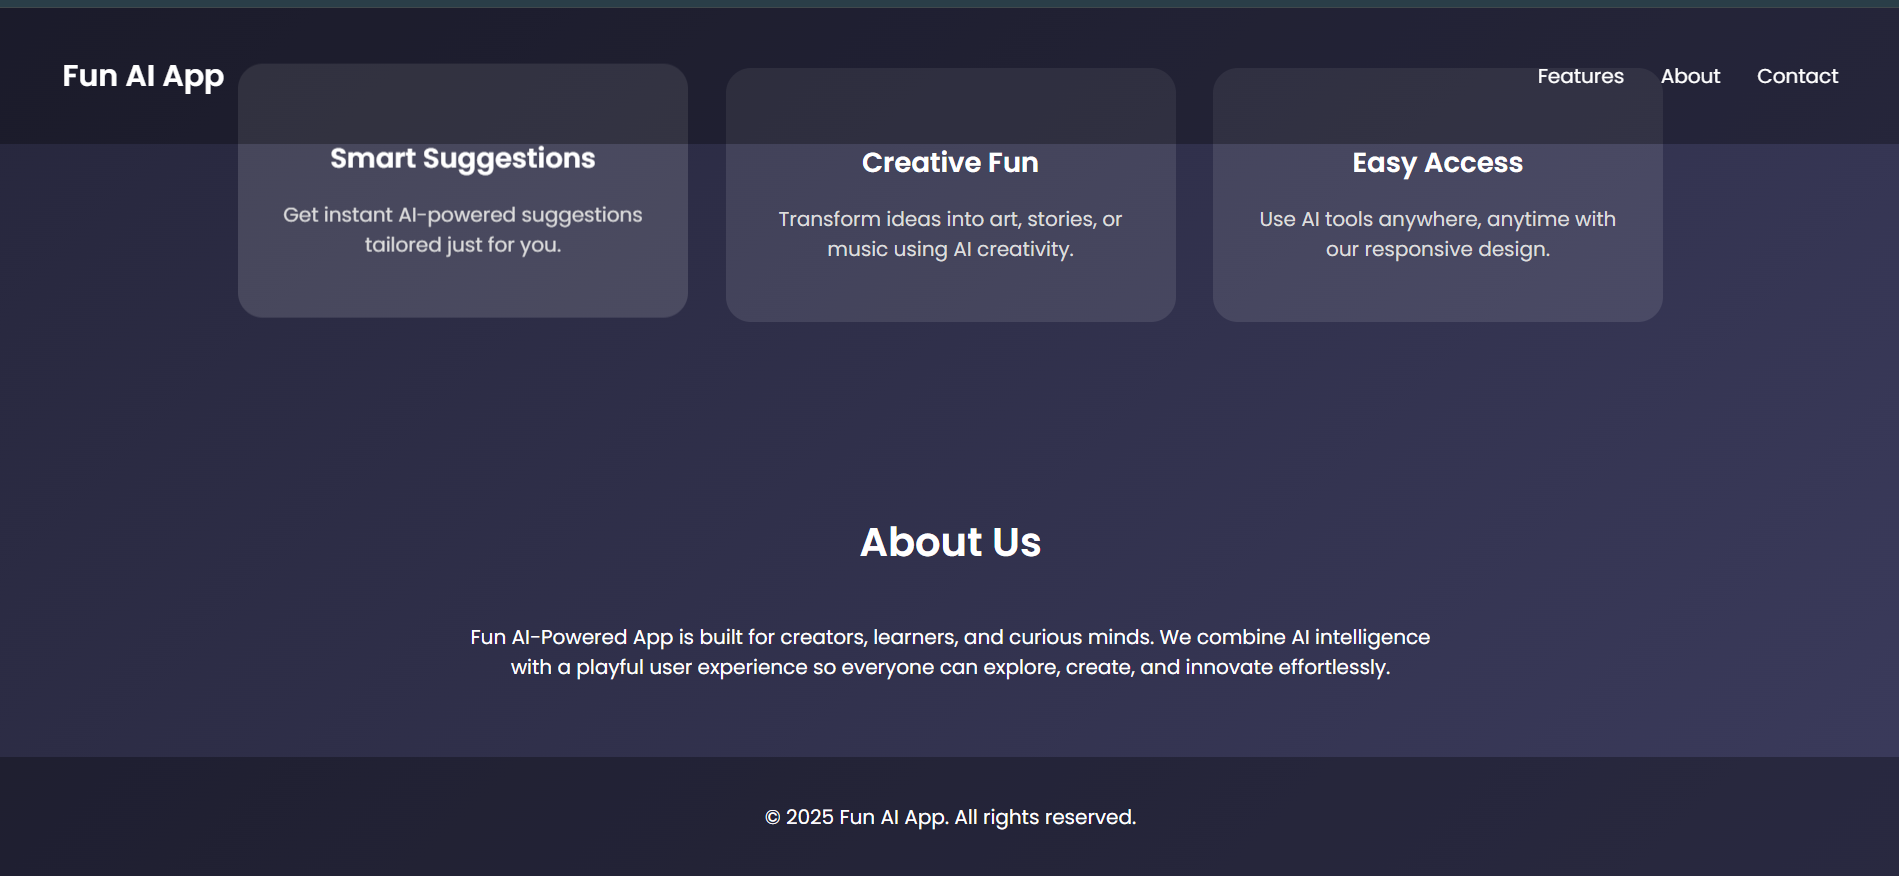 Fun AI App
Features
About
Contact
Smart Suggestions
Get instant AI-powered suggestions
tailored just for you.
Creative Fun
Transform ideas into art, stories, or
music using AI creativity.
Easy Access
Use AI tools anywhere, anytime with
our responsive design.
About Us
Fun AI-Powered App is built for creators, learners, and curious minds. We combine AI intelligence
with a playful user experience so everyone can explore, create, and innovate effortlessly.
© 2025 Fun AI App. All rights reserved.